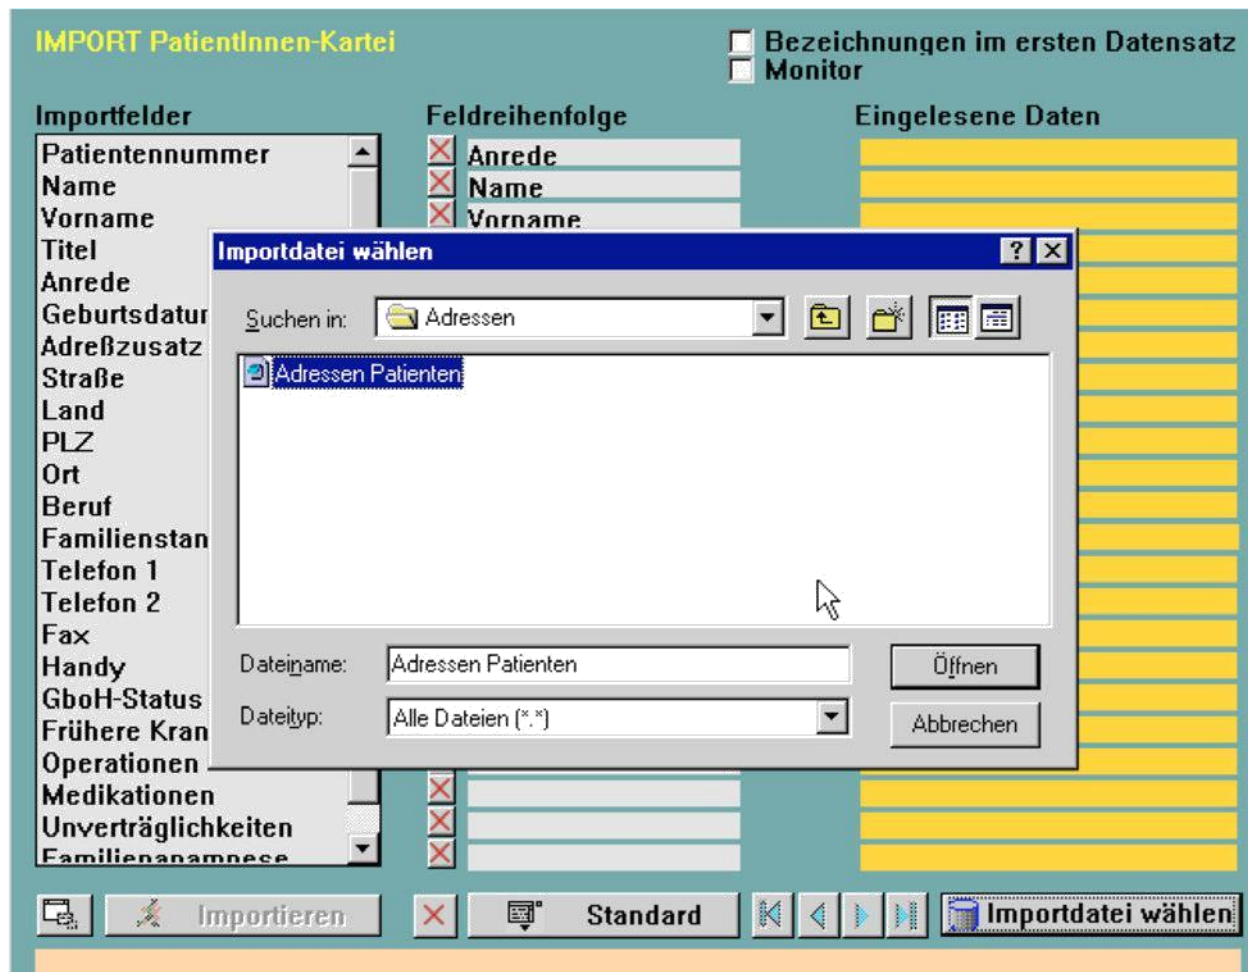 IMPORT PatientInnen-Kartei
Bezeichnungen im ersten Datensatz
Monitor
Importfelder
Feldreihenfolge
Eingelesene Daten
Patientennummer
Name
Vorname
Titel
Anrede
Geburtsdatur
Adreßzusatz
Straße
Land
PLZ
Ort
Beruf
Familienstan
Telefon 1
Telefon 2
Fax
Handy
GboH-Status
Frühere Kran
Operationen
Medikationen
Unverträglichkeiten
Familienanamnese
Anrede
Name
Vorname
Importdatei wählen
Suchen in:
Adressen
Adressen Patienten
Dateiname:
Adressen Patienten
Öffnen
Dateityp:
Alle Dateien (*.*)
Abbrechen
Importieren
Standard
Importdatei wählen